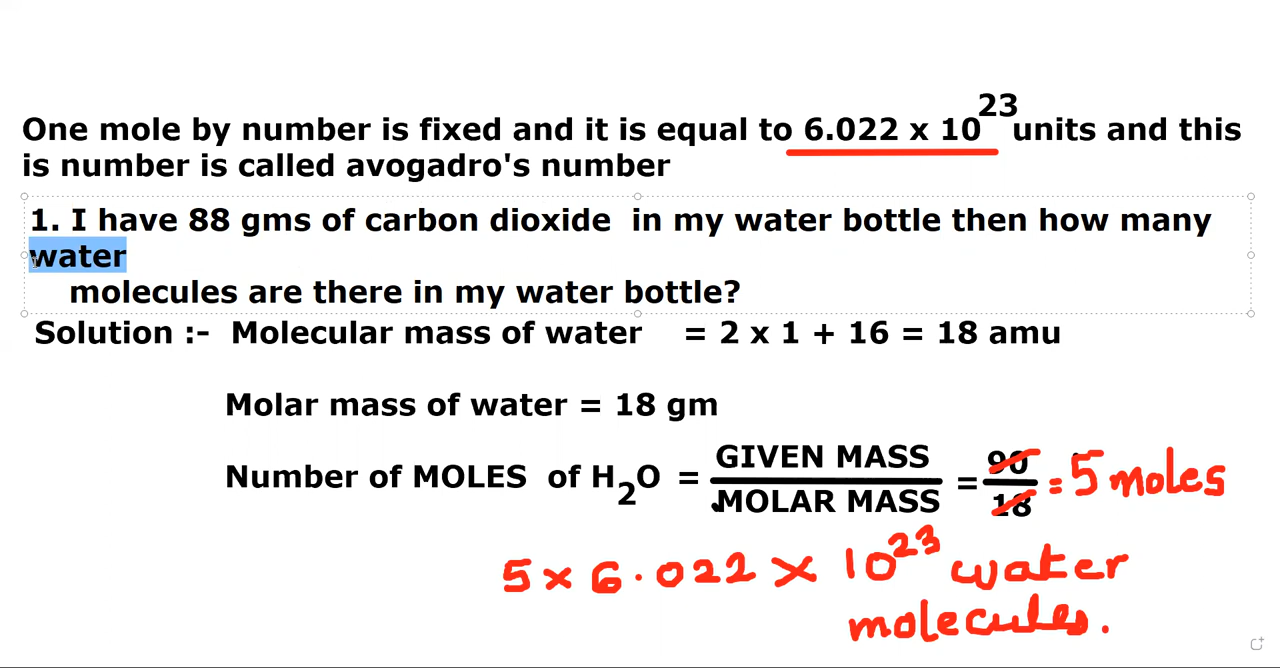 One mole by number is fixed and it is equal to 6.022 x 10^23 units and this
is number is called avogadro's number
1. I have 88 gms of carbon dioxide in my water bottle then how many
water
molecules are there in my water bottle?
Solution :- Molecular mass of water = 2 x 1 + 16 = 18 amu
Molar mass of water = 18 gm
Number of MOLES of H₂O = GIVEN MASS / MOLAR MASS = 90 / 18 = 5 moles
5 x 6.022 x 10^23 water
molecules.